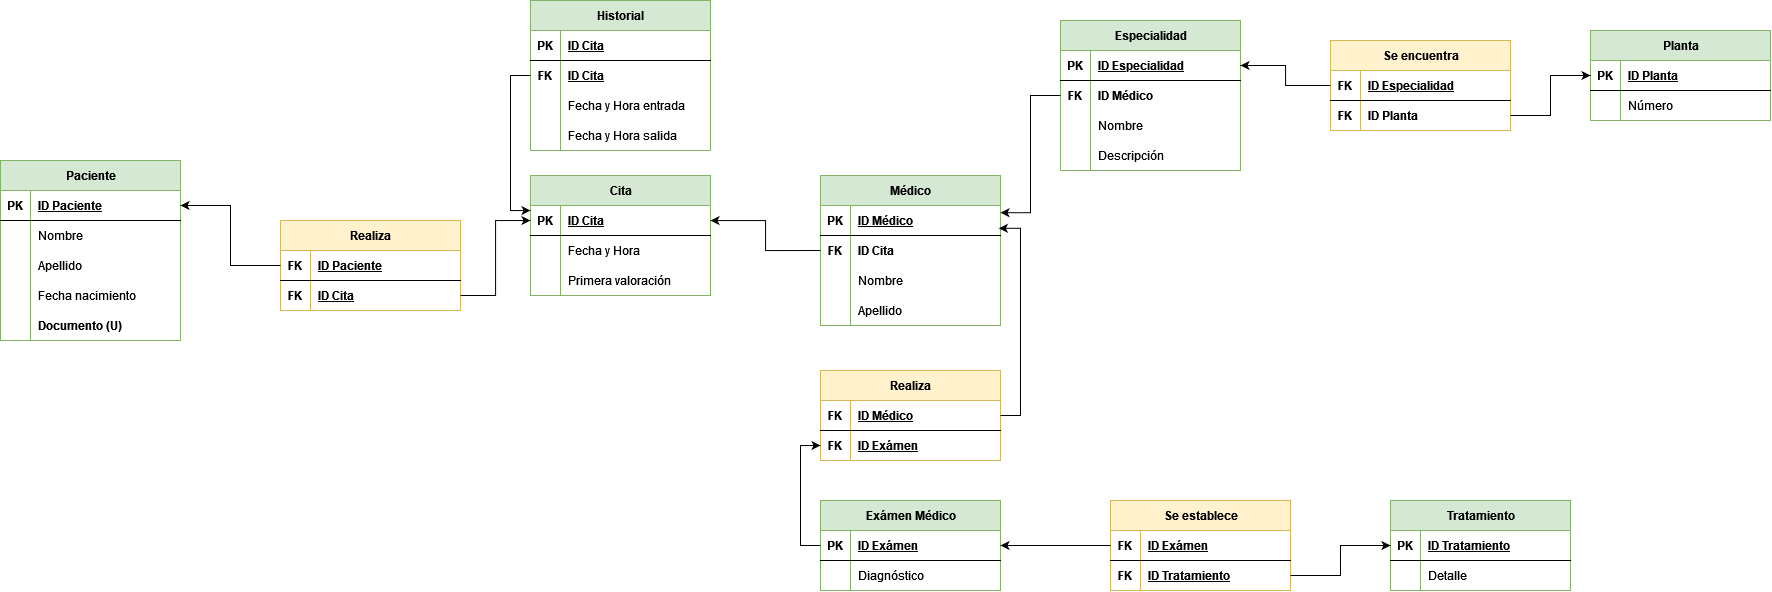 Historial
PK ID Cita
FK ID Cita
Fecha y Hora entrada
Fecha y Hora salida
Especialidad
PK ID Especialidad
FK ID Médico
Nombre
Descripción
Se encuentra
FK ID Especialidad
FK ID Planta
Planta
PK ID Planta
Número
Paciente
PK ID Paciente
Nombre
Apellido
Fecha nacimiento
Documento (U)
Realiza
FK ID Paciente
FK ID Cita
Cita
PK ID Cita
Fecha y Hora
Primera valoración
Médico
PK ID Médico
FK ID Cita
Nombre
Apellido
Realiza
FK ID Médico
FK ID Exámen
Exámen Médico
PK ID Exámen
Diagnóstico
Se establece
FK ID Exámen
FK ID Tratamiento
Tratamiento
PK ID Tratamiento
Detalle